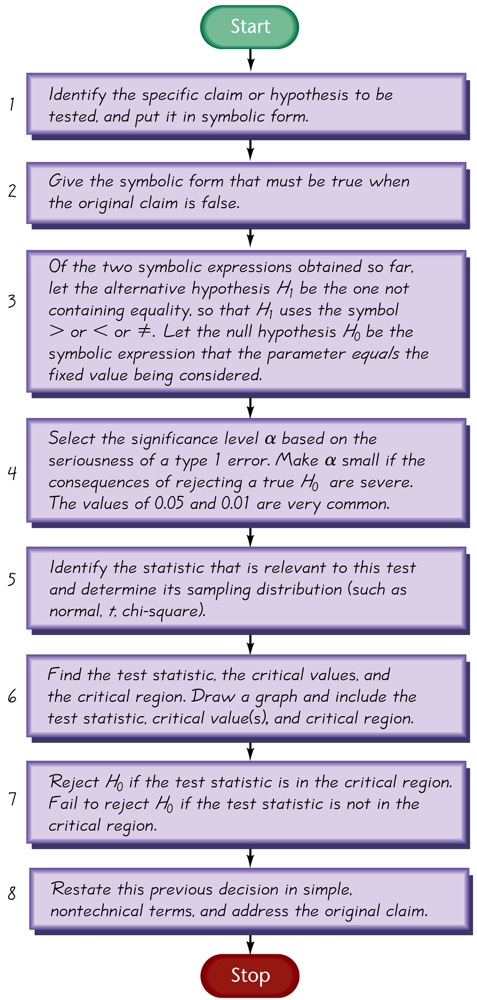 Start
1
Identify the specific claim or hypothesis to be
tested, and put it in symbolic form.
2
Give the symbolic form that must be true when
the original claim is false.
3
Of the two symbolic expressions obtained so far,
let the alternative hypothesis H₁ be the one not
containing equality, so that H₁ uses the symbol
> or < or ≠. Let the null hypothesis H₀ be the
symbolic expression that the parameter equals the
fixed value being considered.
4
Select the significance level α based on the
seriousness of a type 1 error. Make α small if the
consequences of rejecting a true H₀ are severe.
The values of 0.05 and 0.01 are very common.
5
Identify the statistic that is relevant to this test
and determine its sampling distribution (such as
normal, t, chi-square).
6
Find the test statistic, the critical values, and
the critical region. Draw a graph and include the
test statistic, critical value(s), and critical region.
7
Reject H₀ if the test statistic is in the critical region.
Fail to reject H₀ if the test statistic is not in the
critical region.
8
Restate this previous decision in simple,
nontechnical terms, and address the original claim.
Stop